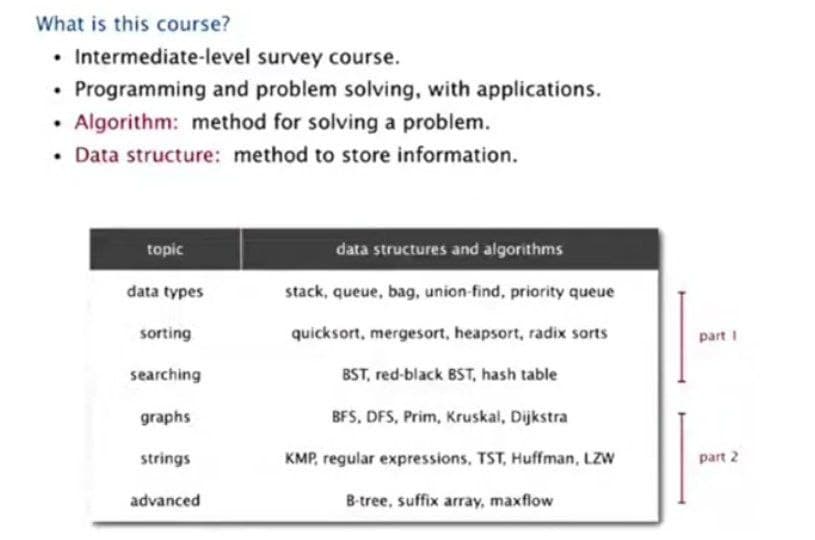 What is this course?
• Intermediate-level survey course.
• Programming and problem solving, with applications.
• Algorithm: method for solving a problem.
• Data structure: method to store information.
topic data structures and algorithms
data types stack, queue, bag, union-find, priority queue
sorting quicksort, mergesort, heapsort, radix sorts
part 1
searching BST, red-black BST, hash table
graphs BFS, DFS, Prim, Kruskal, Dijkstra
strings KMP, regular expressions, TST, Huffman, LZW
part 2
advanced B-tree, suffix array, maxflow